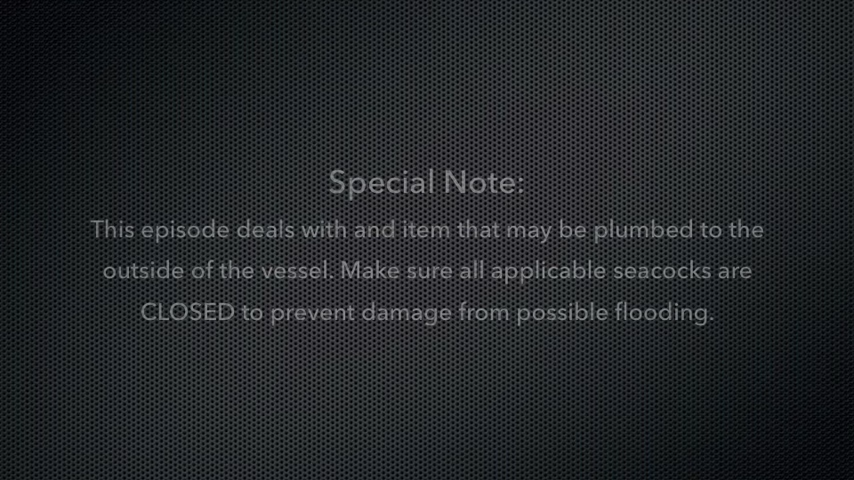 Special Note:
This episode deals with and item that may be plumbed to the
outside of the vessel. Make sure all applicable seacocks are
CLOSED to prevent damage from possible flooding.